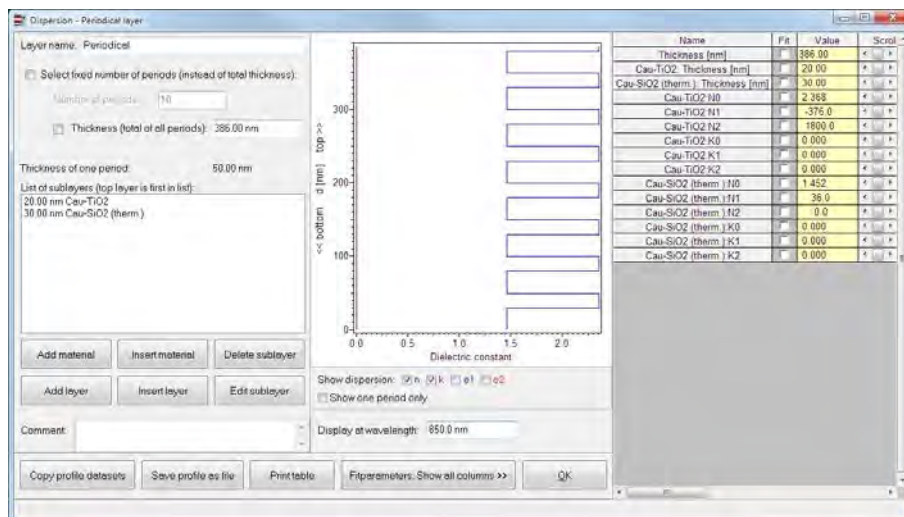 Dispersion - Periodical layer
Layer name: Periodical
Select fixed number of periods (instead of total thickness):
Number of periods: 10
Thickness (total of all periods): 386.00 nm
Thickness of one period: 50.00 nm
List of sublayers (top layer is first in list):
20.00 nm Cau-TiO2
30.00 nm Cau-SiO2 (therm.)
Add material Insert material Delete sublayer
Add layer Insert layer Edit sublayer
Comment:
<< bottom d [nm] top >>
300
200
100
0
0.0 0.5 1.0 1.5 2.0
Dielectric constant
Show dispersion: n k e1 e2
Show one period only
Display at wavelength: 850.0 nm
Name Fit Value Scrol
Thickness [nm] 386.00
Cau-TiO2: Thickness [nm] 20.00
Cau-SiO2 (therm.): Thickness [nm] 30.00
Cau-TiO2:N0 2.368
Cau-TiO2:N1 -376.0
Cau-TiO2:N2 1800.0
Cau-TiO2:K0 0.000
Cau-TiO2:K1 0.000
Cau-TiO2:K2 0.000
Cau-SiO2 (therm.):N0 1.452
Cau-SiO2 (therm.):N1 36.0
Cau-SiO2 (therm.):N2 0.0
Cau-SiO2 (therm.):K0 0.000
Cau-SiO2 (therm.):K1 0.000
Cau-SiO2 (therm.):K2 0.000
Copy profile datasets Save profile as file Print table Fitparameters: Show all columns >> OK